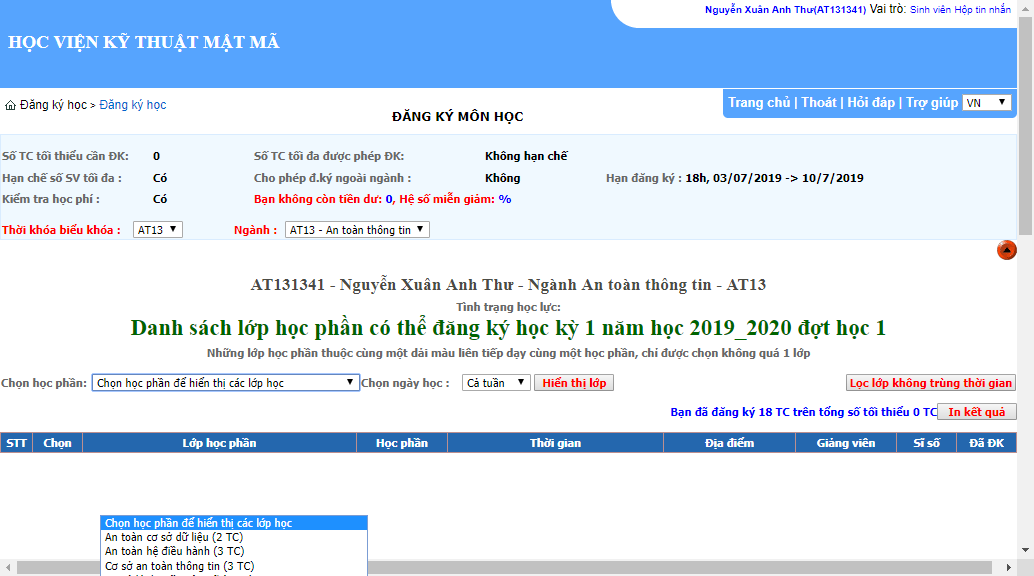 Nguyễn Xuân Anh Thư(AT131341) Vai trò: Sinh viên Hộp tin nhắn
HỌC VIỆN KỸ THUẬT MẬT MÃ
Đăng ký học > Đăng ký học
Trang chủ | Thoát | Hỏi đáp | Trợ giúp VN
ĐĂNG KÝ MÔN HỌC
Số TC tối thiểu cần ĐK: 0 Số TC tối đa được phép ĐK: Không hạn chế
Hạn chế số SV tối đa : Có Cho phép đ.ký ngoài ngành : Không Hạn đăng ký : 18h, 03/07/2019 -> 10/7/2019
Kiểm tra học phí : Có Bạn không còn tiền dư: 0, Hệ số miễn giảm: %
Thời khóa biểu khóa : AT13 Ngành : AT13 - An toàn thông tin
AT131341 - Nguyễn Xuân Anh Thư - Ngành An toàn thông tin - AT13
Tình trạng học lực:
Danh sách lớp học phần có thể đăng ký học kỳ 1 năm học 2019_2020 đợt học 1
Những lớp học phần thuộc cùng một dải màu liên tiếp dạy cùng một học phần, chỉ được chọn không quá 1 lớp
Chọn học phần: Chọn học phần để hiển thị các lớp học Chọn ngày học : Cả tuần Hiển thị lớp Lọc lớp không trùng thời gian
Bạn đã đăng ký 18 TC trên tổng số tối thiểu 0 TC In kết quả
STT Chọn Lớp học phần Học phần Thời gian Địa điểm Giảng viên Sĩ số Đã ĐK
Chọn học phần để hiển thị các lớp học
An toàn cơ sở dữ liệu (2 TC)
An toàn hệ điều hành (3 TC)
Cơ sở an toàn thông tin (3 TC)